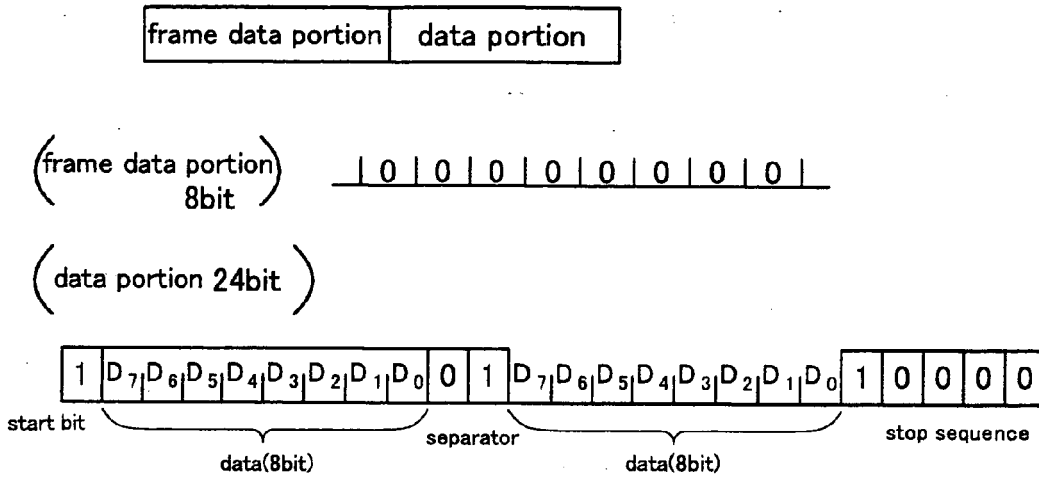 frame data portion data portion
(frame data portion 8bit)
0 0 0 0 0 0 0 0
(data portion 24bit)
1 D7 D6 D5 D4 D3 D2 D1 D0 0 1 D7 D6 D5 D4 D3 D2 D1 D0 1 0 0 0 0
start bit separator stop sequence
data(8bit) data(8bit)